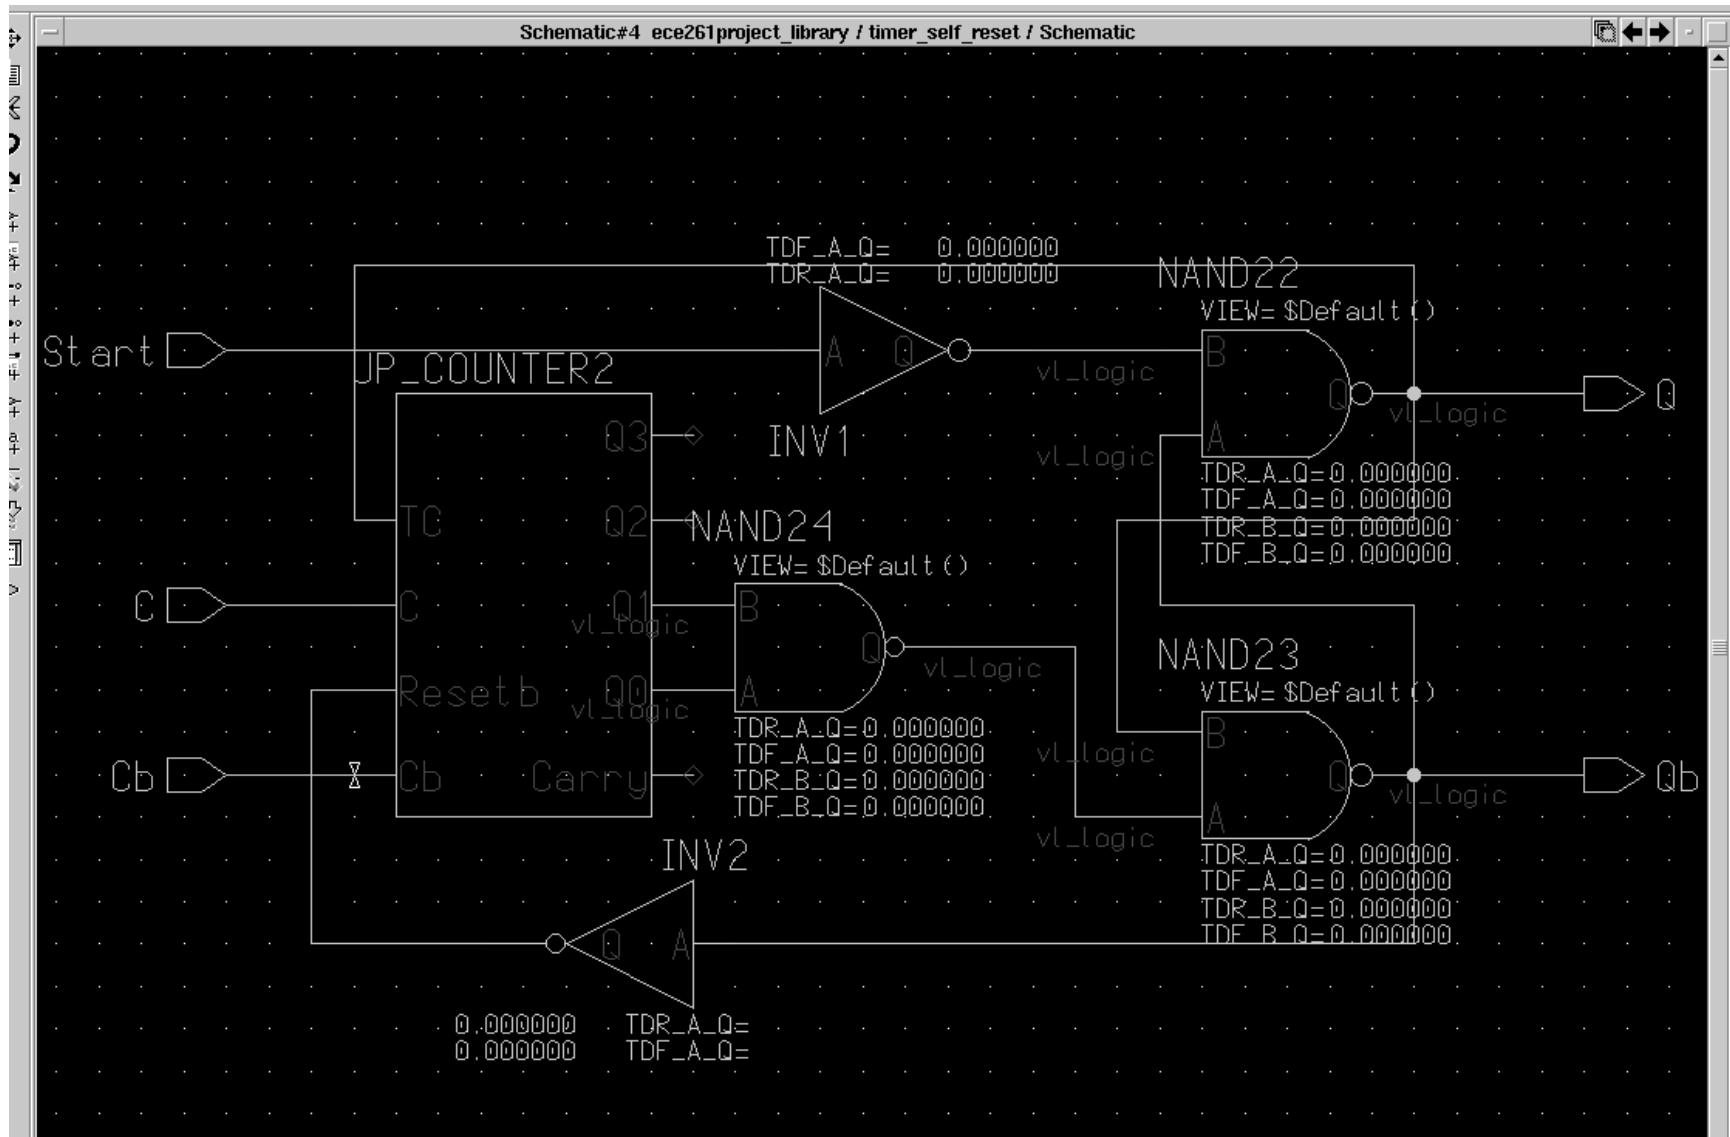 Schematic#4 ece261project_library / timer_self_reset / Schematic
TDF_A_Q= 0.000000
TDR_A_Q= 0.000000
NAND22
VIEW=$Default()
Start
A Q
vl_logic
B
Q
vl_logic
Q
UP_COUNTER2
INV1
Q3
vl_logic
A
TDR_A_Q=0.000000
TDF_A_Q=0.000000
TDR_B_Q=0.000000
TDF_B_Q=0.000000
TC
Q2
NAND24
VIEW=$Default()
C
C
Q1
vl_logic
B
Q
vl_logic
Resetb
Q0
vl_logic
A
NAND23
VIEW=$Default()
TDR_A_Q=0.000000
TDF_A_Q=0.000000
TDR_B_Q=0.000000
TDF_B_Q=0.000000
vl_logic
B
Cb
Cb
Carry
Q
vl_logic
Qb
vl_logic
A
INV2
TDR_A_Q=0.000000
TDF_A_Q=0.000000
TDR_B_Q=0.000000
TDF_B_Q=0.000000
Q A
0.000000 TDR_A_Q=
0.000000 TDF_A_Q=